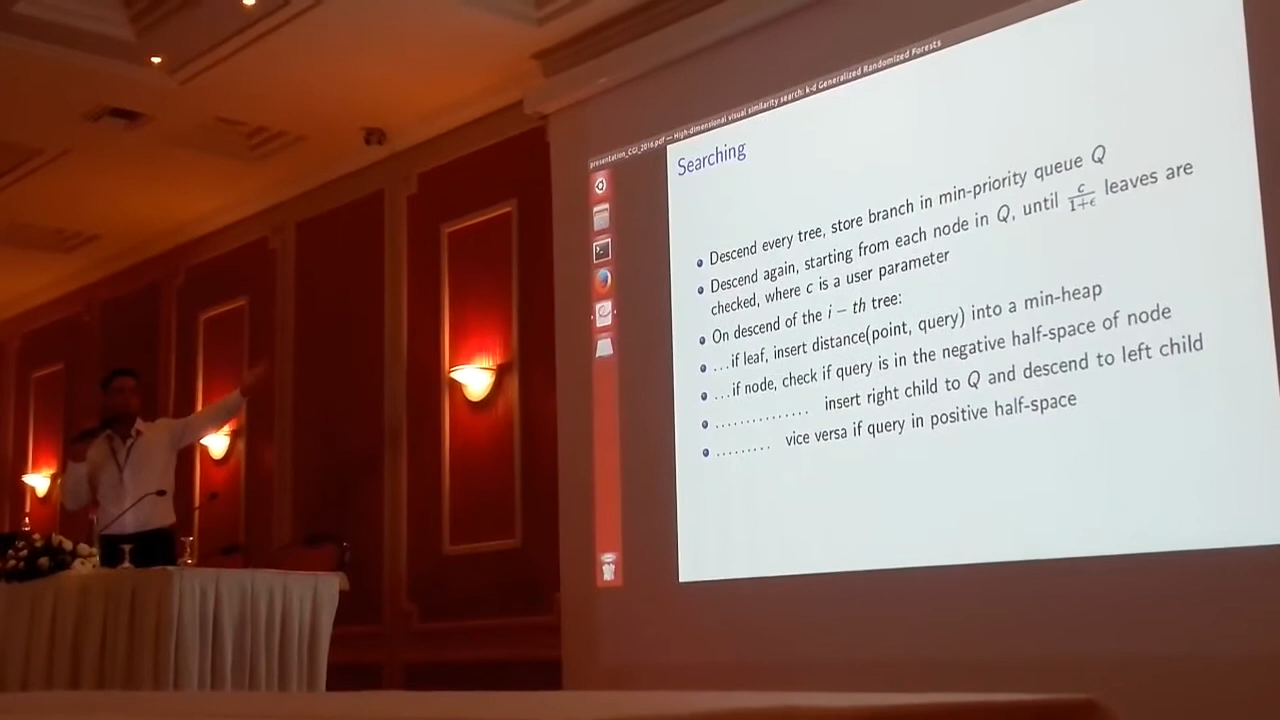 presentation_CGI_2016.pdf — High-dimensional visual similarity search: k-d Generalized Randomized Forests
Searching
Descend every tree, store branch in min-priority queue Q
Descend again, starting from each node in Q, until c/(1+ϵ) leaves are
checked, where c is a user parameter
On descend of the i − th tree:
...if leaf, insert distance(point, query) into a min-heap
...if node, check if query is in the negative half-space of node
............... insert right child to Q and descend to left child
......... vice versa if query in positive half-space